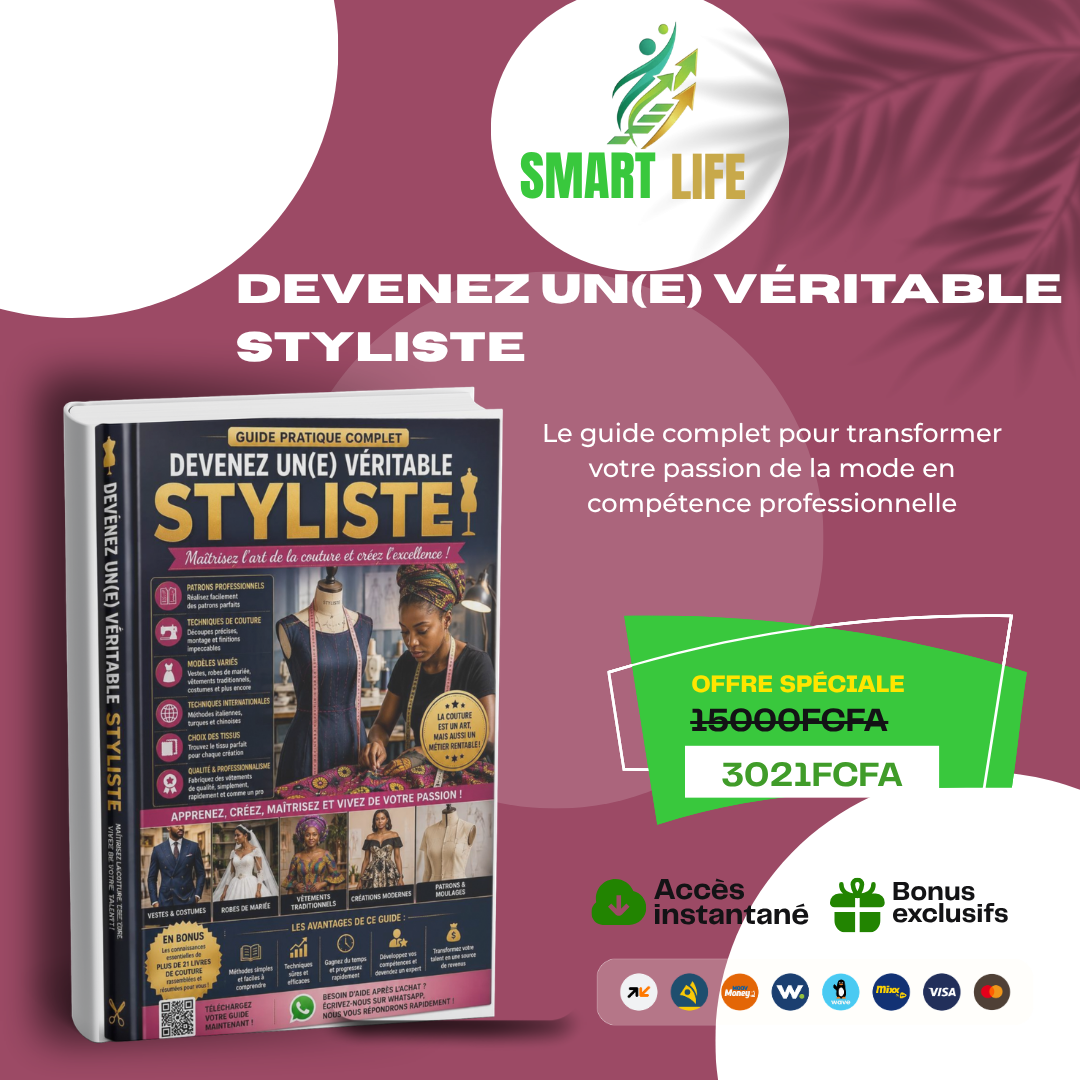 SMART LIFE
DEVENEZ UN(E) VÉRITABLE
STYLISTE
Le guide complet pour transformer
votre passion de la mode en
compétence professionnelle
GUIDE PRATIQUE COMPLET
DEVENEZ UN(E) VÉRITABLE
STYLISTE
Maîtrisez l'art de la couture et créez l'excellence !
PATRONS PROFESSIONNELS
Réalisez facilement
des patrons parfaits
TECHNIQUES DE COUTURE
Découpes précises,
montage et finitions
impeccables
MODÈLES VARIÉS
Vestes, robes de mariée,
vêtements traditionnels,
costumes et plus encore
TECHNIQUES INTERNATIONALES
Méthodes italiennes,
turques et chinoises
CHOIX DES TISSUS
Trouvez le tissu parfait
pour chaque création
QUALITÉ & PROFESSIONNALISME
Fabriquez des vêtements
de qualité, simplement,
rapidement et comme un pro
LA COUTURE
EST UN ART,
MAIS AUSSI UN
MÉTIER RENTABLE!
APPRENEZ, CRÉEZ, MAÎTRISEZ ET VIVEZ DE VOTRE PASSION !
VESTES & COSTUMES
ROBES DE MARIÉE
VÊTEMENTS
TRADITIONNELS
CRÉATIONS MODERNES
PATRONS &
MOULAGES
LES AVANTAGES DE CE GUIDE :
EN BONUS
Les connaissances
essentielles de
PLUS DE 21 LIVRES
DE COUTURE
rassemblées et
résumées pour vous !
Méthodes simples
et faciles à
comprendre
Techniques
sûres et
efficaces
Gagnez du temps
et progressez
rapidement
Développez vos
compétences et
devendez un expert
Transformez votre
talent en une source
de revenus
TÉLÉCHARGEZ
VOTRE GUIDE
MAINTENANT !
BESOIN D'AIDE APRÈS L'ACHAT ?
ÉCRIVEZ-NOUS SUR WHATSAPP,
NOUS VOUS RÉPONDRONS RAPIDEMENT !
DEVENEZ UN(E) VÉRITABLE STYLISTE
OFFRE SPÉCIALE
15000FCFA
3021FCFA
Accès
instantané
Bonus
exclusifs
MOOV
Money
W.
wave
Mixx
VISA